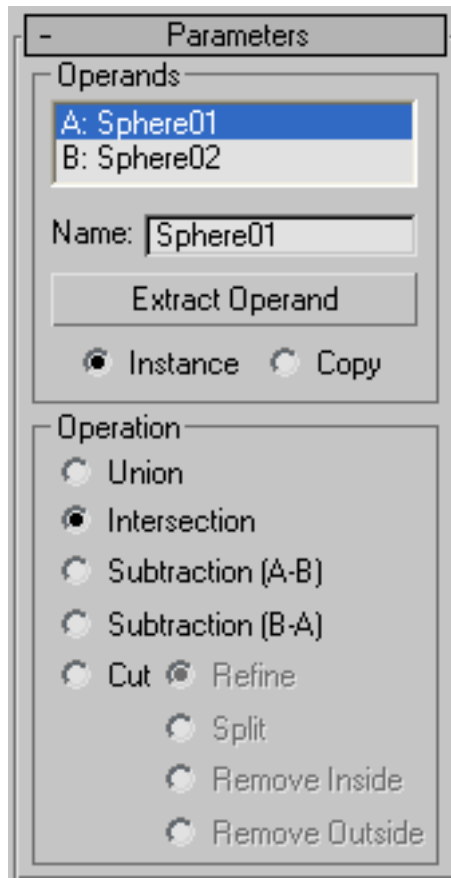 - Parameters
Operands
A: Sphere01
B: Sphere02
Name: Sphere01
Extract Operand
Instance Copy
Operation
Union
Intersection
Subtraction (A-B)
Subtraction (B-A)
Cut Refine
Split
Remove Inside
Remove Outside